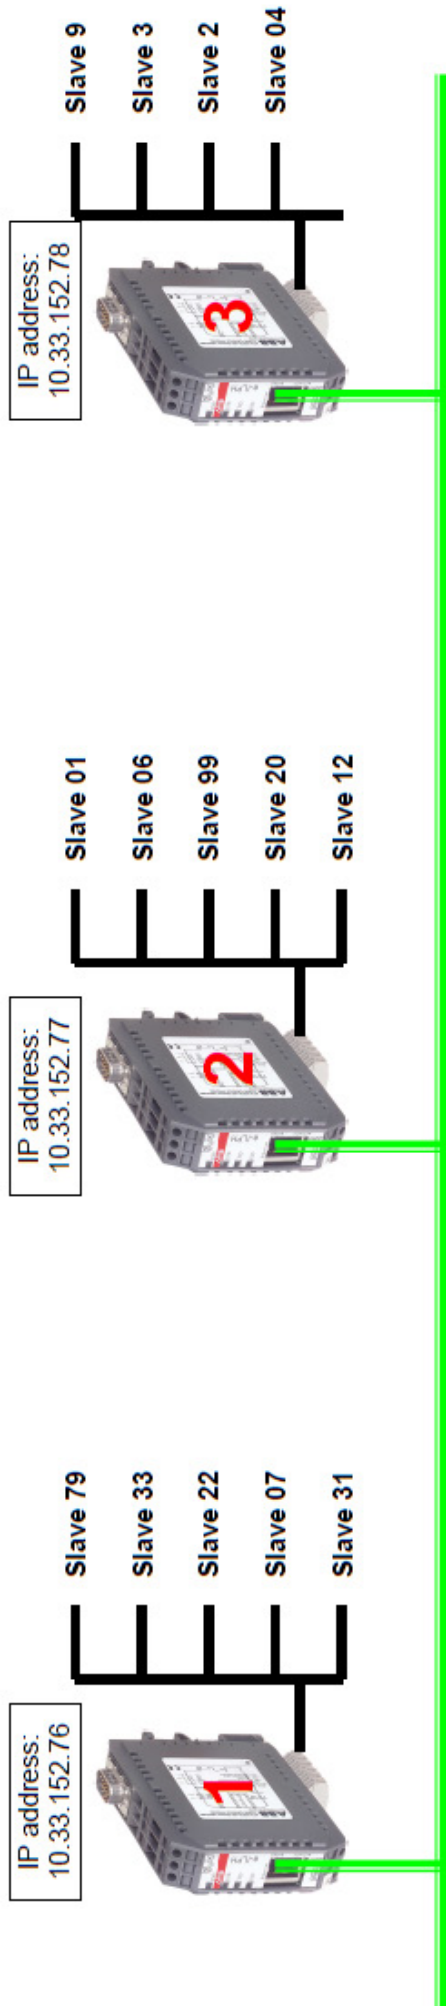 IP address:
10.33.152.76
1
Slave 79
Slave 33
Slave 22
Slave 07
Slave 31
IP address:
10.33.152.77
2
Slave 01
Slave 06
Slave 99
Slave 20
Slave 12
IP address:
10.33.152.78
3
Slave 9
Slave 3
Slave 2
Slave 04